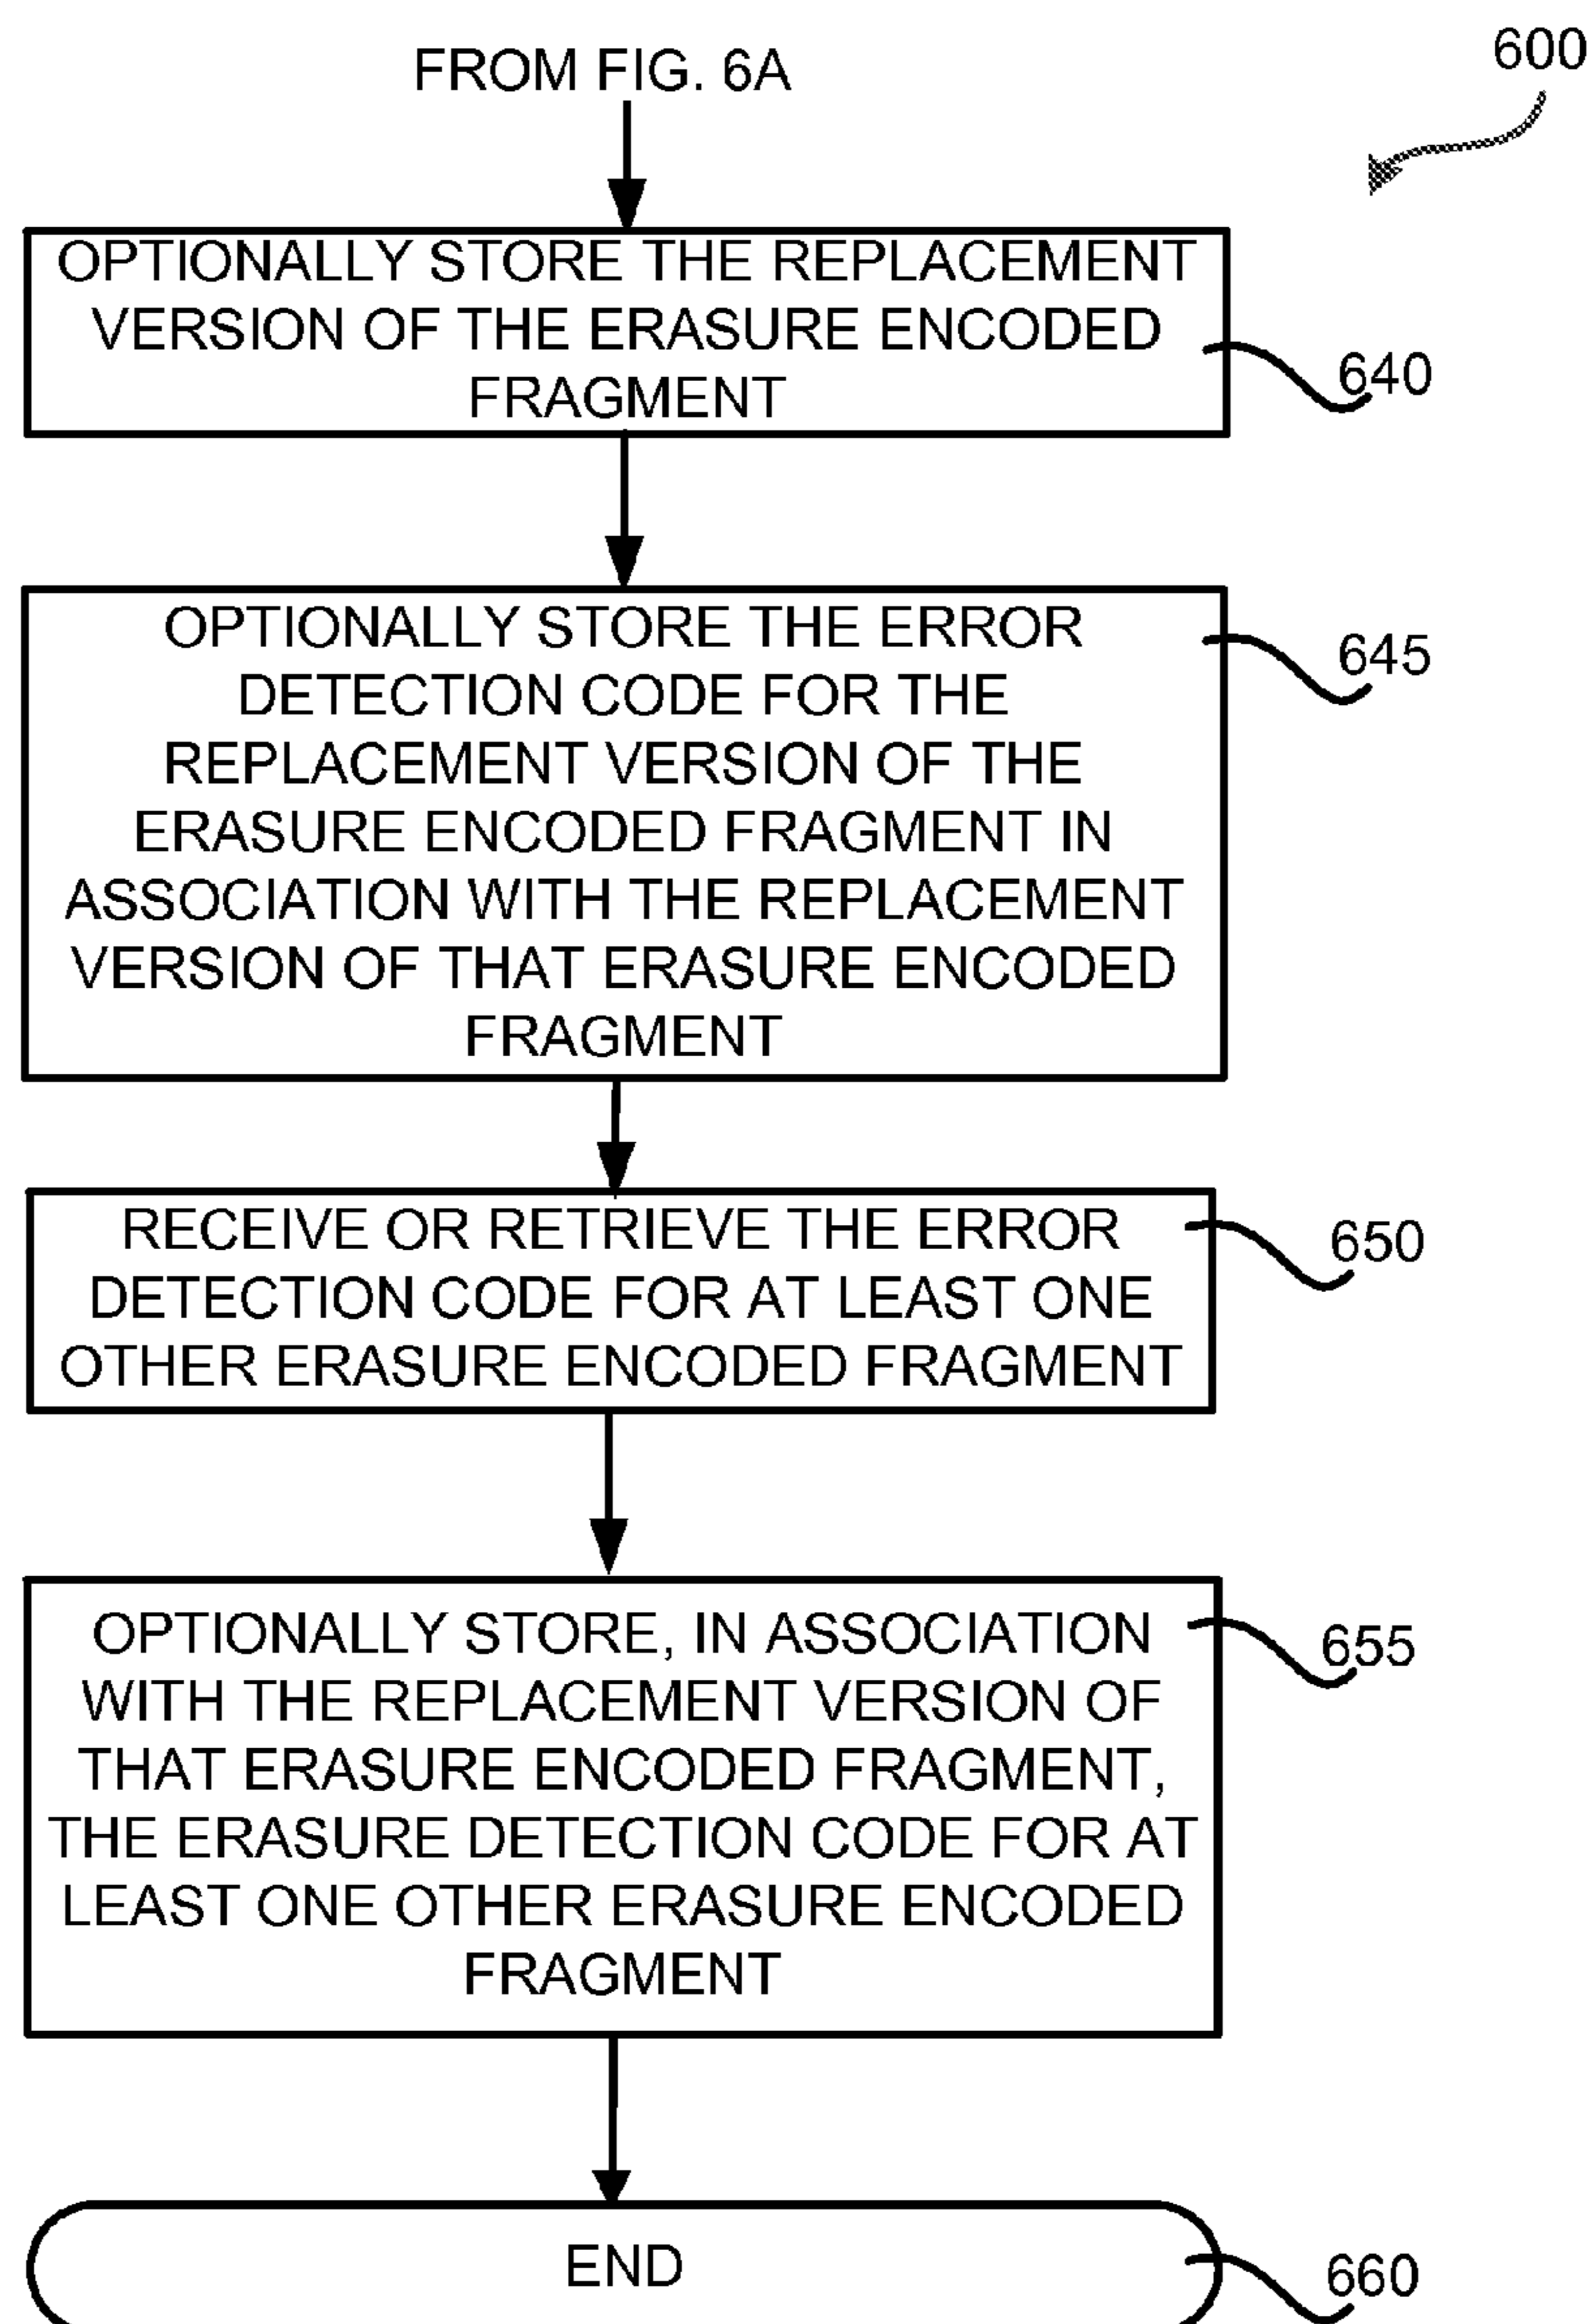 FROM FIG. 6A
600
OPTIONALLY STORE THE REPLACEMENT
VERSION OF THE ERASURE ENCODED
FRAGMENT
640
OPTIONALLY STORE THE ERROR
DETECTION CODE FOR THE
REPLACEMENT VERSION OF THE
ERASURE ENCODED FRAGMENT IN
ASSOCIATION WITH THE REPLACEMENT
VERSION OF THAT ERASURE ENCODED
FRAGMENT
645
RECEIVE OR RETRIEVE THE ERROR
DETECTION CODE FOR AT LEAST ONE
OTHER ERASURE ENCODED FRAGMENT
650
OPTIONALLY STORE, IN ASSOCIATION
WITH THE REPLACEMENT VERSION OF
THAT ERASURE ENCODED FRAGMENT,
THE ERASURE DETECTION CODE FOR AT
LEAST ONE OTHER ERASURE ENCODED
FRAGMENT
655
END
660